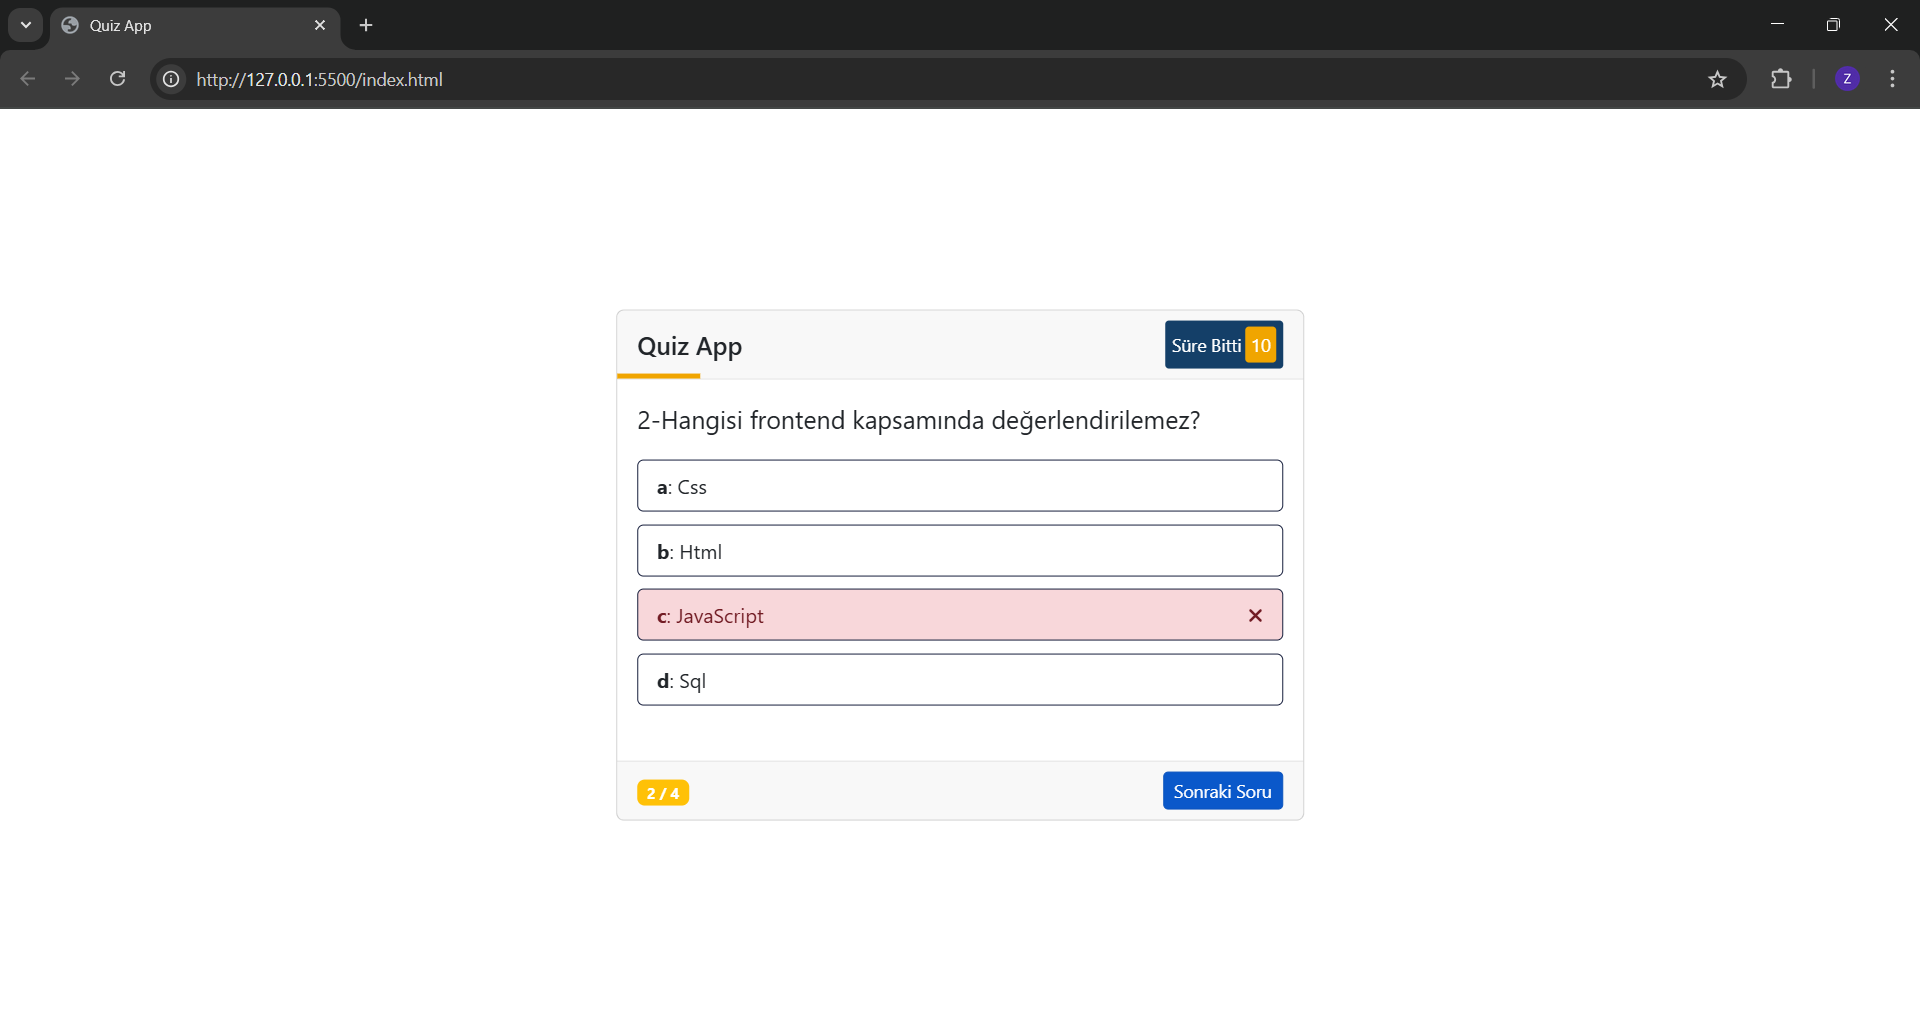 Quiz App
http://127.0.0.1:5500/index.html
Z
Quiz App
Süre Bitti 10
2-Hangisi frontend kapsamında değerlendirilemez?
a: Css
b: Html
c: JavaScript
d: Sql
2 / 4
Sonraki Soru